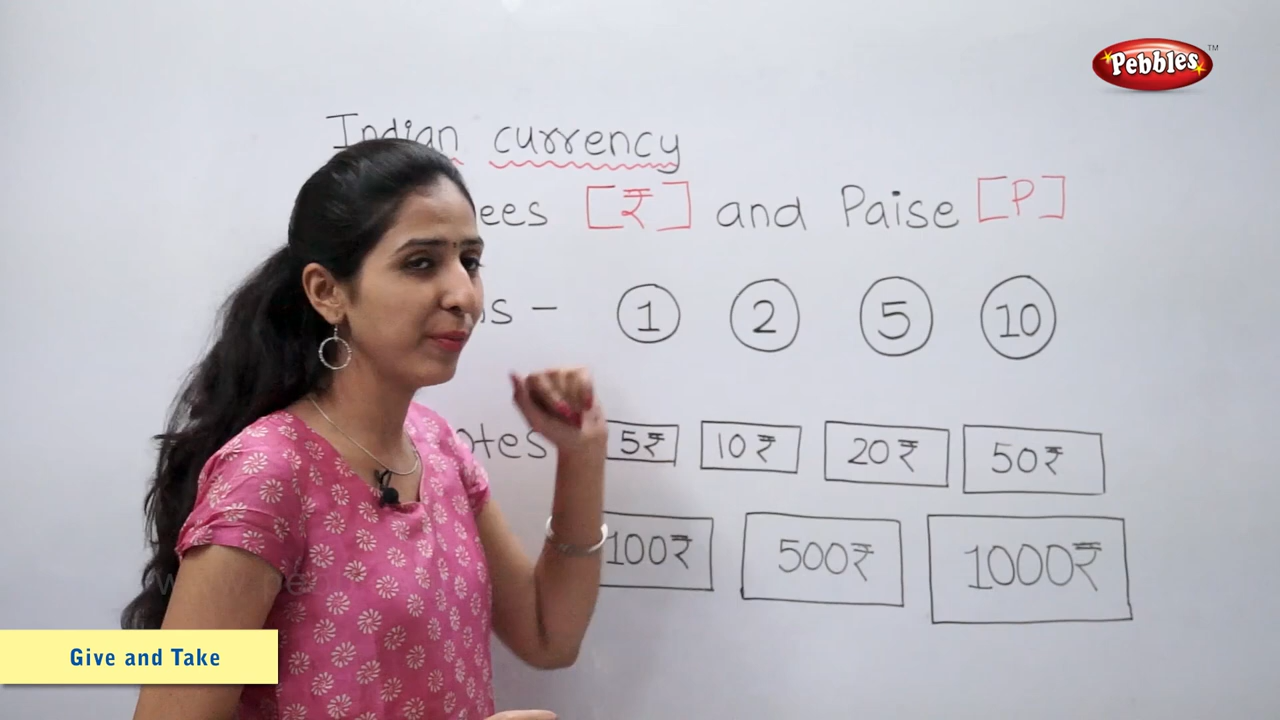 Pebbles TM
Indian currency
ees [₹] and Paise [P]
s - 1 2 5 10
otes 5₹ 10₹ 20₹ 50₹
100₹ 500₹ 1000₹
Give and Take